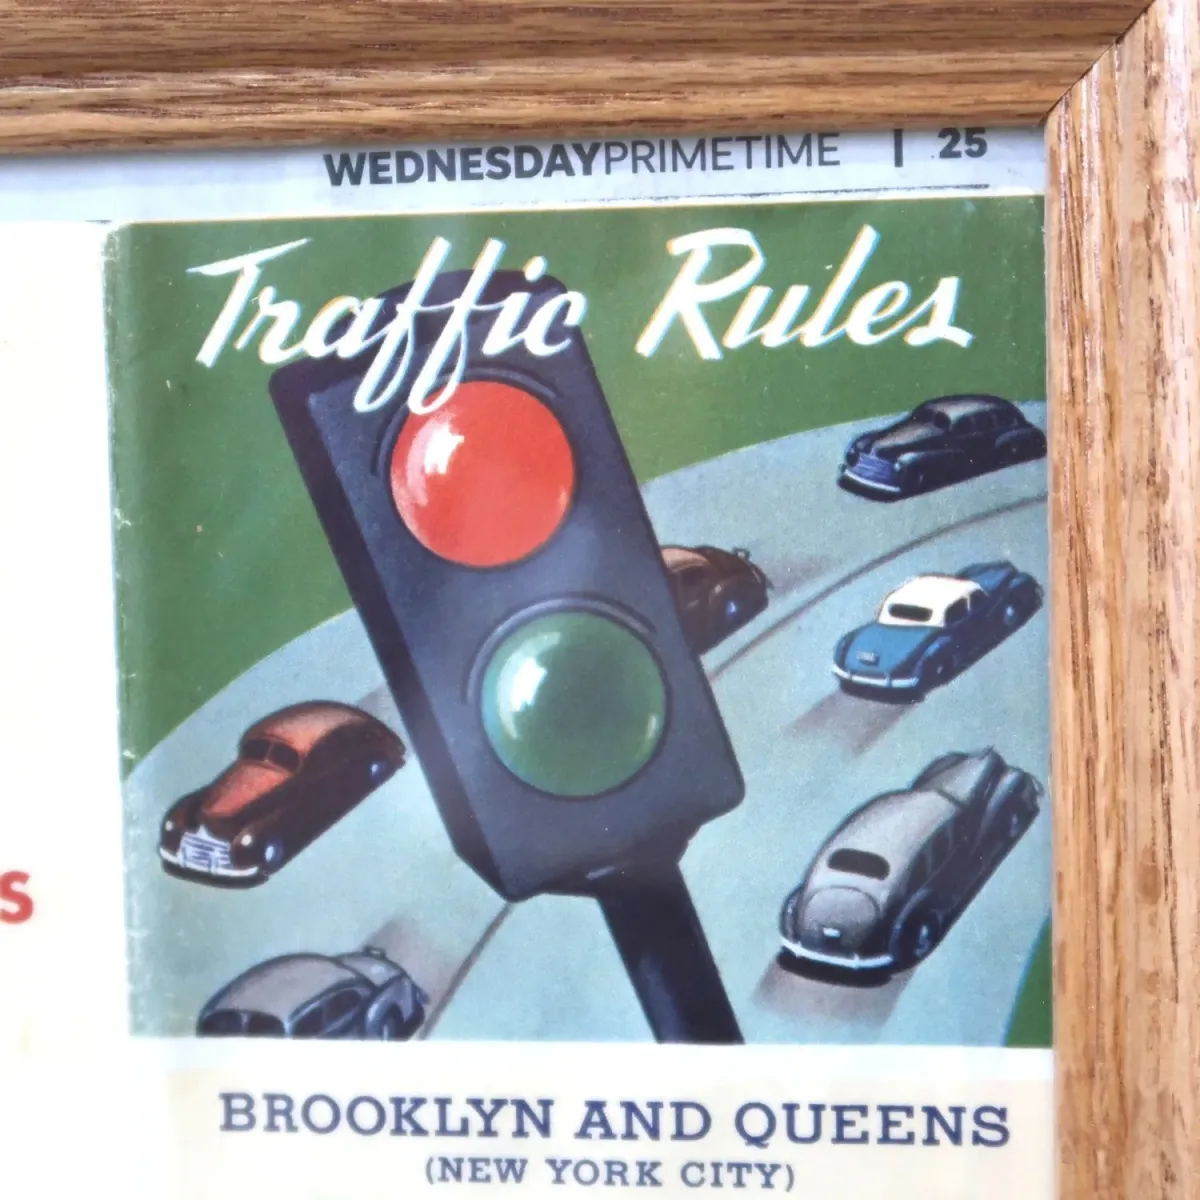 WEDNESDAYPRIMETIME | 25
Traffic Rules
S
BROOKLYN AND QUEENS
(NEW YORK CITY)